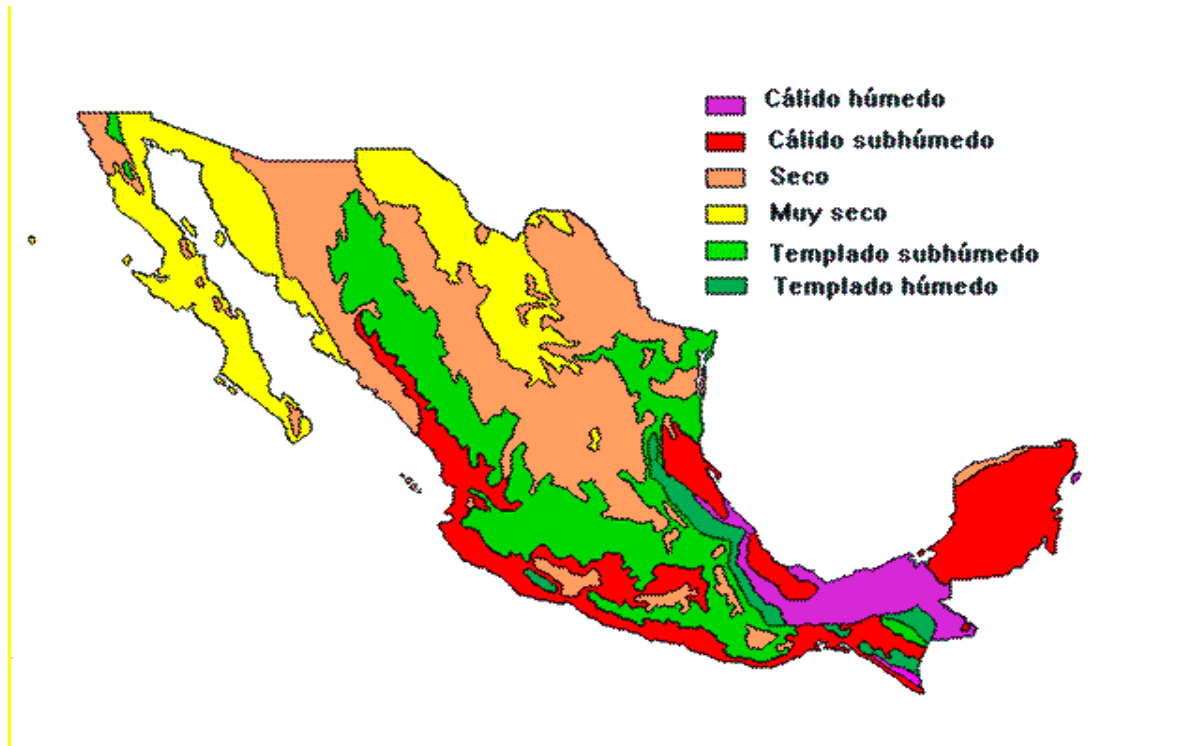 Cálido húmedo
Cálido subhúmedo
Seco
Muy seco
Templado subhúmedo
Templado húmedo